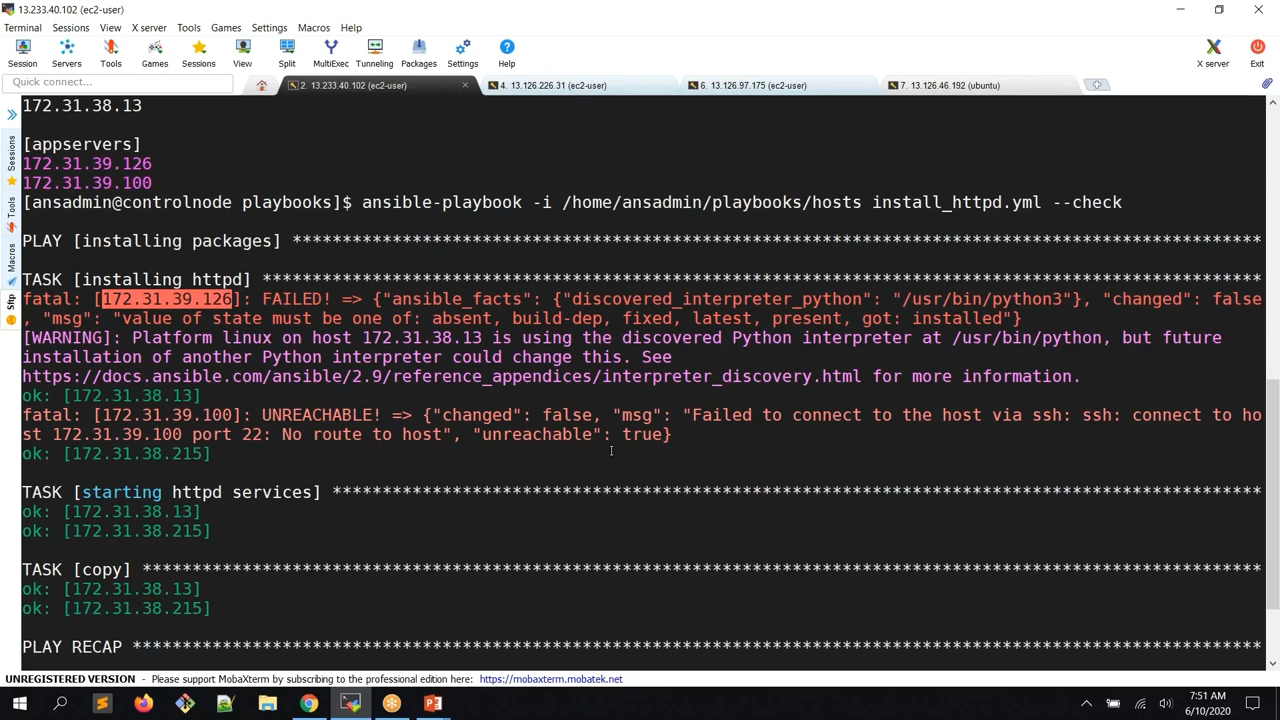 13.233.40.102 (ec2-user)
Terminal Sessions View X server Tools Games Settings Macros Help
Session Servers Tools Games Sessions View Split MultiExec Tunneling Packages Settings Help X server Exit
Quick connect... 2. 13.233.40.102 (ec2-user) 4. 13.126.226.31 (ec2-user) 6. 13.126.97.175 (ec2-user) 7. 13.126.46.192 (ubuntu)
Sessions
Tools
Macros
Sftp
172.31.38.13
[appservers]
172.31.39.126
172.31.39.100
[ansadmin@controlnode playbooks]$ ansible-playbook -i /home/ansadmin/playbooks/hosts install_httpd.yml --check
PLAY [installing packages] *********************************************************************************************
TASK [installing httpd] ************************************************************************************************
fatal: [172.31.39.126]: FAILED! => {"ansible_facts": {"discovered_interpreter_python": "/usr/bin/python3"}, "changed": false
, "msg": "value of state must be one of: absent, build-dep, fixed, latest, present, got: installed"}
[WARNING]: Platform linux on host 172.31.38.13 is using the discovered Python interpreter at /usr/bin/python, but future
installation of another Python interpreter could change this. See
https://docs.ansible.com/ansible/2.9/reference_appendices/interpreter_discovery.html for more information.
ok: [172.31.38.13]
fatal: [172.31.39.100]: UNREACHABLE! => {"changed": false, "msg": "Failed to connect to the host via ssh: ssh: connect to ho
st 172.31.39.100 port 22: No route to host", "unreachable": true}
ok: [172.31.38.215]
TASK [starting httpd services] *****************************************************************************************
ok: [172.31.38.13]
ok: [172.31.38.215]
TASK [copy] ************************************************************************************************************
ok: [172.31.38.13]
ok: [172.31.38.215]
PLAY RECAP *************************************************************************************************************
UNREGISTERED VERSION - Please support MobaXterm by subscribing to the professional edition here: https://mobaxterm.mobatek.net
7:51 AM
6/10/2020